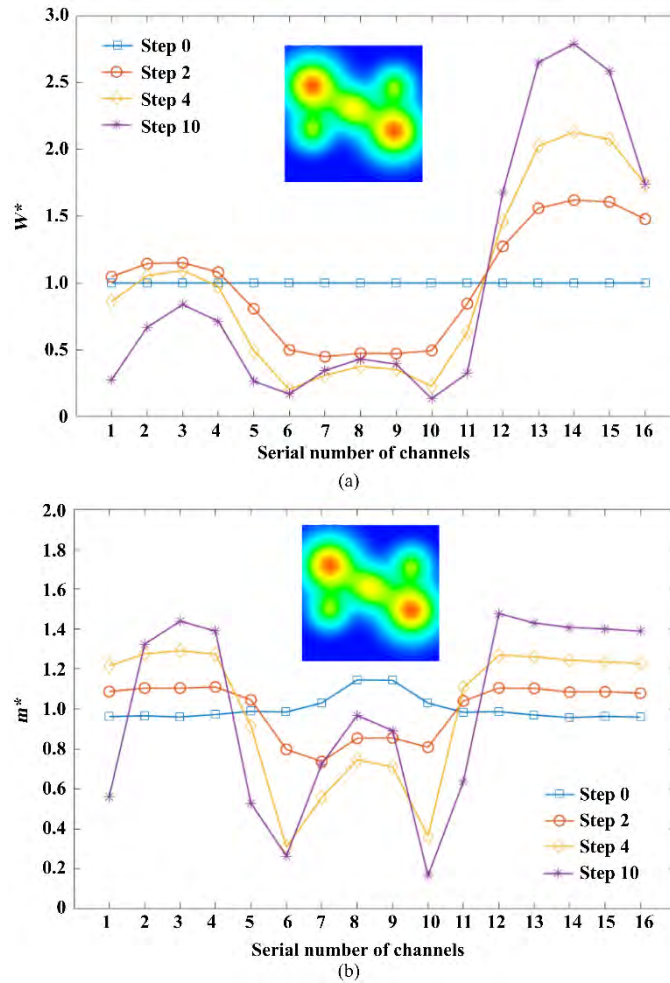 3.0
Step 0
Step 2
Step 4
Step 10
2.5
2.0
1.5
1.0
0.5
0
W*
1 2 3 4 5 6 7 8 9 10 11 12 13 14 15 16
Serial number of channels
(a)
2.0
1.8
1.6
1.4
1.2
1.0
0.8
0.6
0.4
0.2
0
m*
Step 0
Step 2
Step 4
Step 10
1 2 3 4 5 6 7 8 9 10 11 12 13 14 15 16
Serial number of channels
(b)